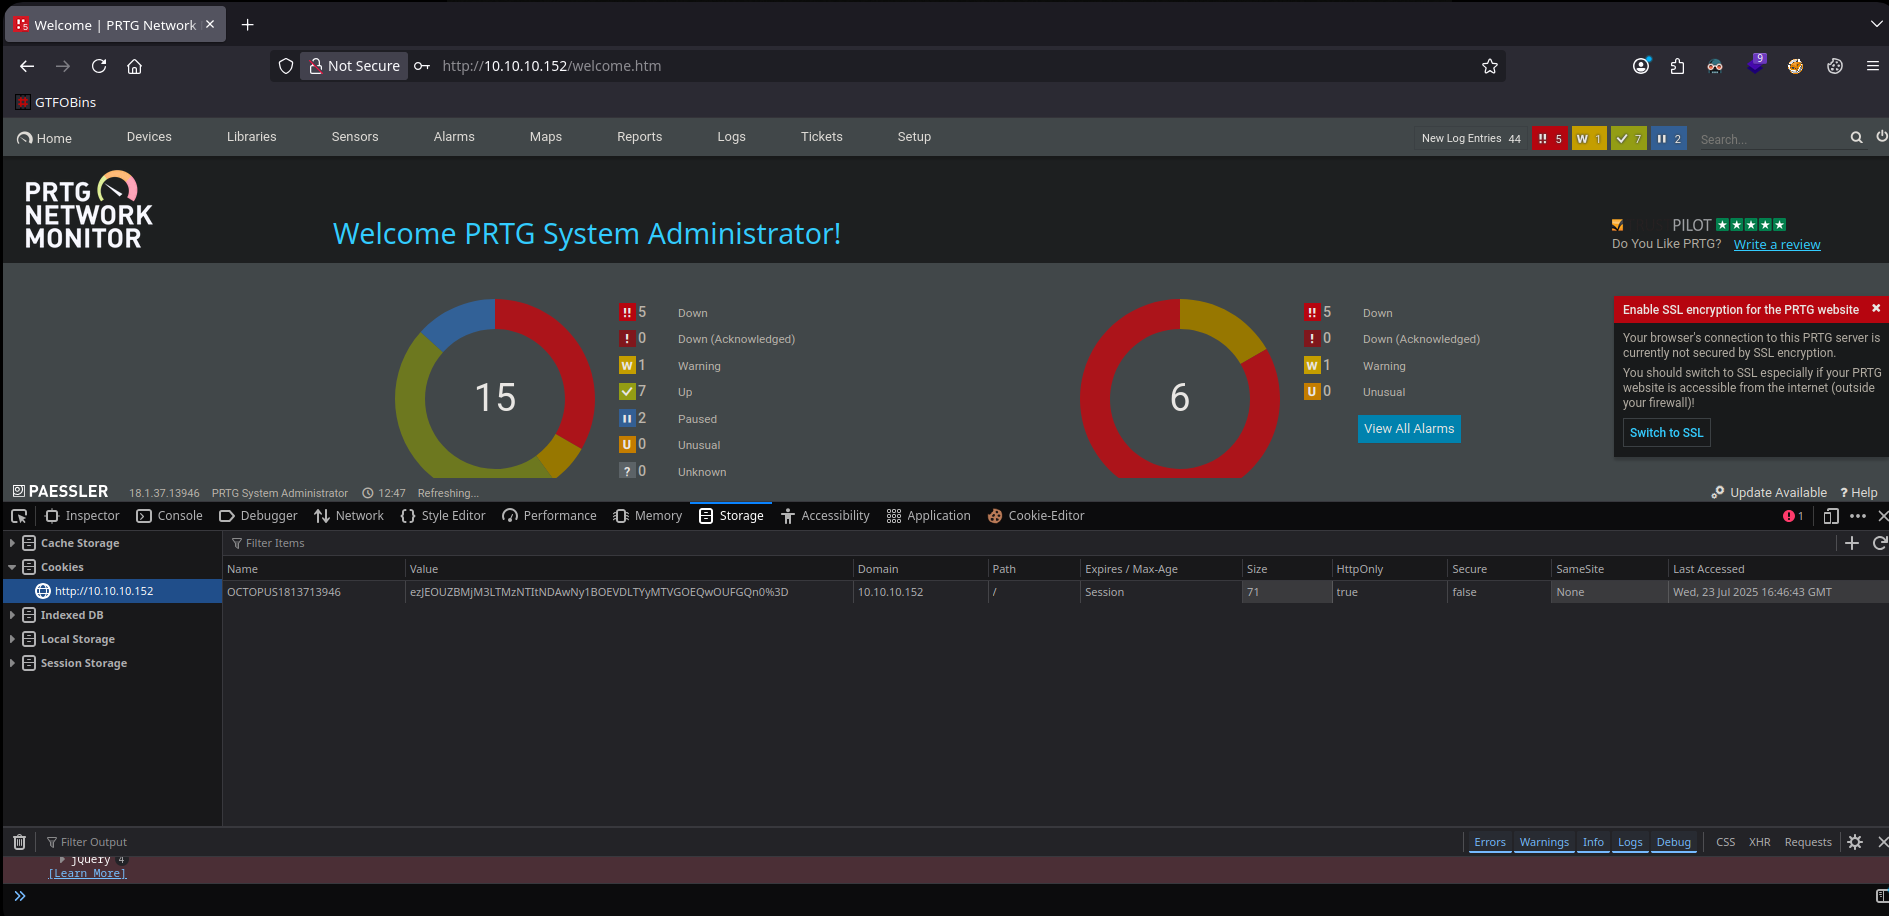 Welcome | PRTG Network
Not Secure http://10.10.10.152/welcome.htm
9
GTFOBins
Home Devices Libraries Sensors Alarms Maps Reports Logs Tickets Setup New Log Entries 44 !! 5 W 1 7 2 Search...
PRTG
NETWORK
MONITOR
Welcome PRTG System Administrator!
PILOT
Do You Like PRTG? Write a review
15
!! 5 Down
! 0 Down (Acknowledged)
W 1 Warning
7 Up
2 Paused
U 0 Unusual
? 0 Unknown
6
!! 5 Down
! 0 Down (Acknowledged)
W 1 Warning
U 0 Unusual
View All Alarms
Enable SSL encryption for the PRTG website
Your browser's connection to this PRTG server is
currently not secured by SSL encryption.
You should switch to SSL especially if your PRTG
website is accessible from the internet (outside
your firewall)!
Switch to SSL
PAESSLER 18.1.37.13946 PRTG System Administrator 12:47 Refreshing... Update Available ? Help
Inspector Console Debugger Network Style Editor Performance Memory Storage Accessibility Application Cookie-Editor 1
Cache Storage
Cookies
http://10.10.10.152
Indexed DB
Local Storage
Session Storage
Filter Items
Name Value Domain Path Expires / Max-Age Size HttpOnly Secure SameSite Last Accessed
OCTOPUS1813713946 ezJEOUZBMjM3LTMzNTItNDAwNy1BOEVDLTYyMTVGOEQwOUFGQn0%3D 10.10.10.152 / Session 71 true false None Wed, 23 Jul 2025 16:46:43 GMT
Filter Output Errors Warnings Info Logs Debug CSS XHR Requests
jQuery 4
[Learn More]